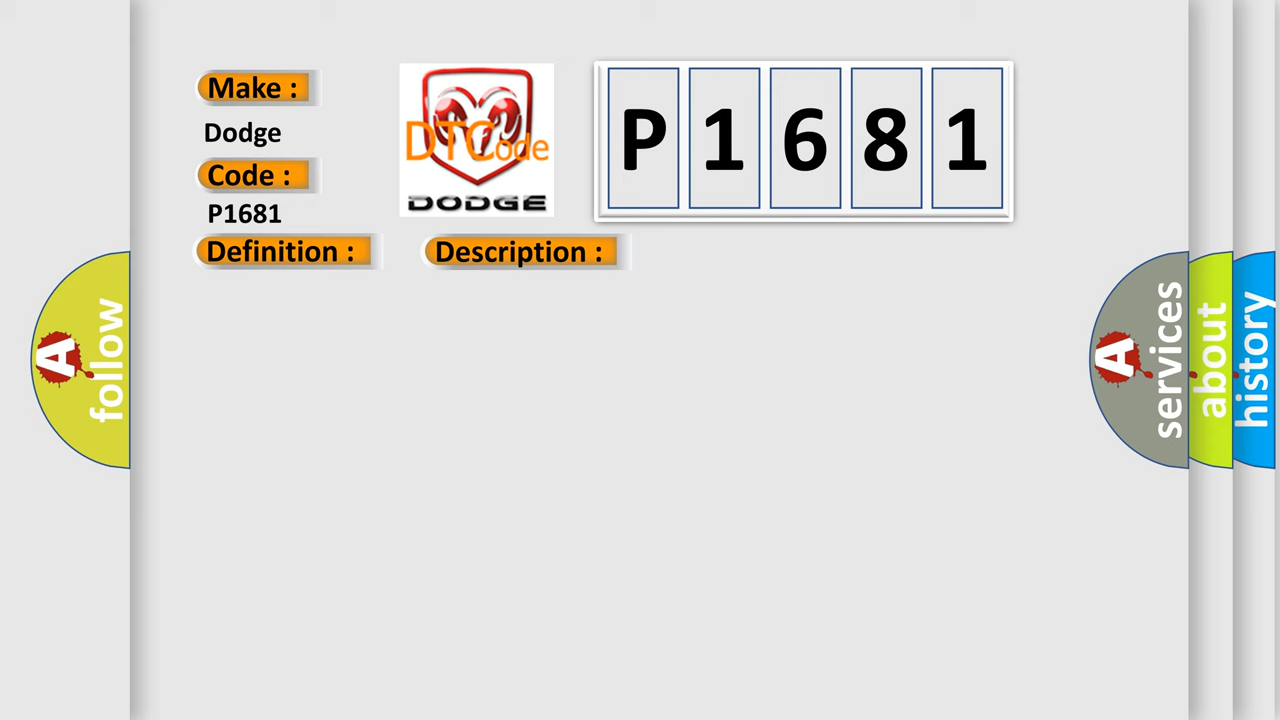 Make :
Dodge
Code :
P1681
Definition :
Description :
DTCode
DODGE
P 1 6 8 1
A follow
A services
about
history